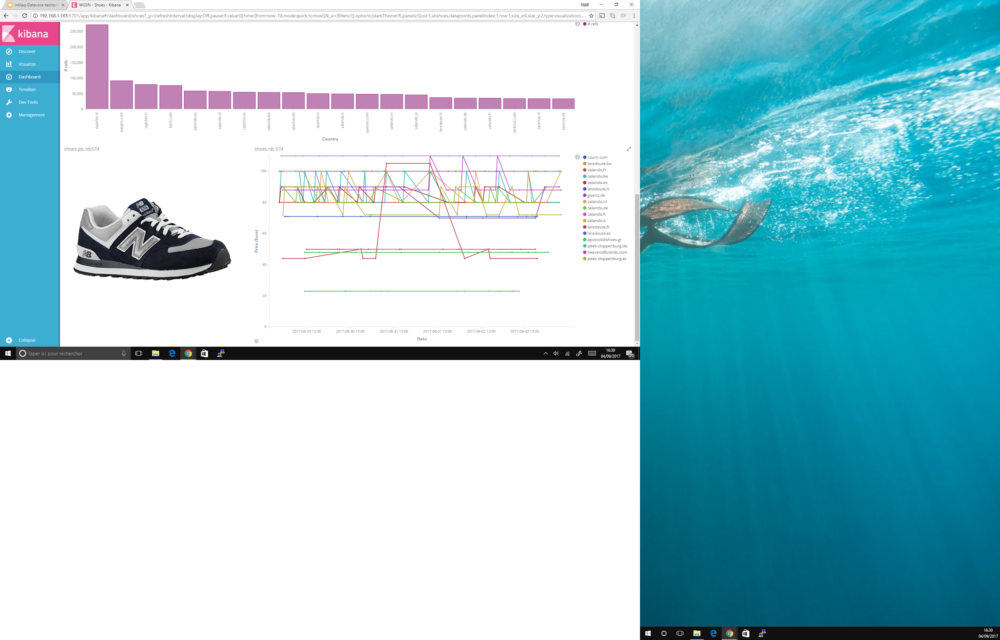 Intilaq-Datavora-techtal
WGSN - Shoes - Kibana
Hedi
192.168.1.165:5701/app/kibana#/dashboard/shoes?_g=(refreshInterval:(display:Off,pause:!f,value:0),time:(from:now-7d,mode:quick,to:now))&_a=(filters:!(),options:(darkTheme:!f),panels:!((col:1,id:shoes.datapoints,panelIndex:1,row:1,size_x:6,size_y:2,type:visualization)....
kibana
Discover
Visualize
Dashboard
Timelion
Dev Tools
Management
Collapse
# refs
250,000
200,000
150,000
100,000
50,000
0
# refs
stylefile.nl
zappos.com
stylefile.fr
6pm.com
zalando.de
zalando.nl
spartoo.es
zalando.be
spartoo.de
spartoo.it
zalando.it
spartoo.com
zalando.es
zalando.pl
laredoute.fr
zalando.dk
zalando.fr
sarenza.com
sarenza.nl
sarenza.de
Country
shoes.pic.nb574
NB
574
balance
N
NB
shoes.nb.574
Price (Euro)
100
80
60
40
20
0
2017-08-29 13:00
2017-08-30 13:00
2017-08-31 13:00
2017-09-01 13:00
2017-09-02 13:00
2017-09-03 13:00
Date
courir.com
laredoute.be
zalando.fr
zalando.be
zalando.es
laredoute.it
goertz.de
zalando.nl
zalando.de
zalando.fi
zalando.it
laredoute.fr
laredoute.es
apostolidishoes.gr
peek-cloppenburg.de
heavenofbrands.com
peek-cloppenburg.at
Taper ici pour rechercher
16:30
04/09/2017
20
16:30
04/09/2017